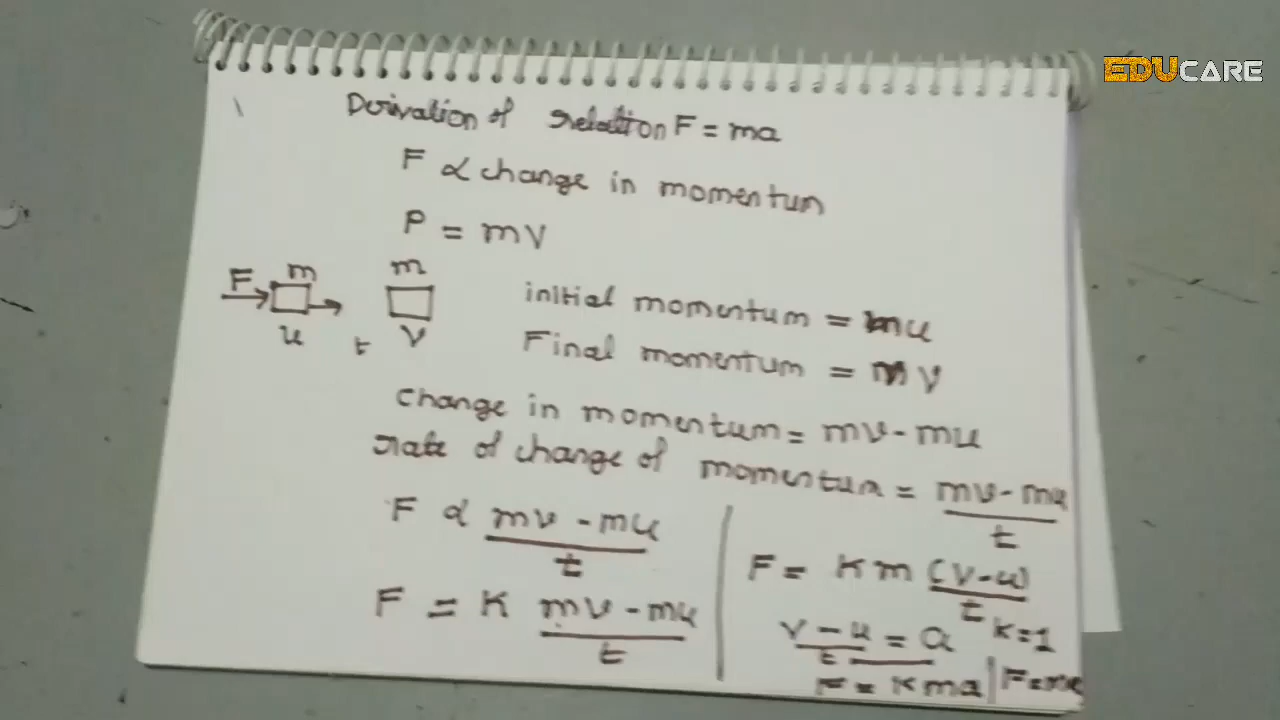 EDUCARE
Derivation of relation F = ma
F ∝ change in momentum
P = mv
F m m
u t v
initial momentum = mu
Final momentum = mv
change in momentum = mv - mu
rate of change of momentum = mv - mu / t
F ∝ mv - mu / t
F = K mv - mu / t
F = K m (v-u) / t
v - u / t = a K=1
F = K ma | F=ma